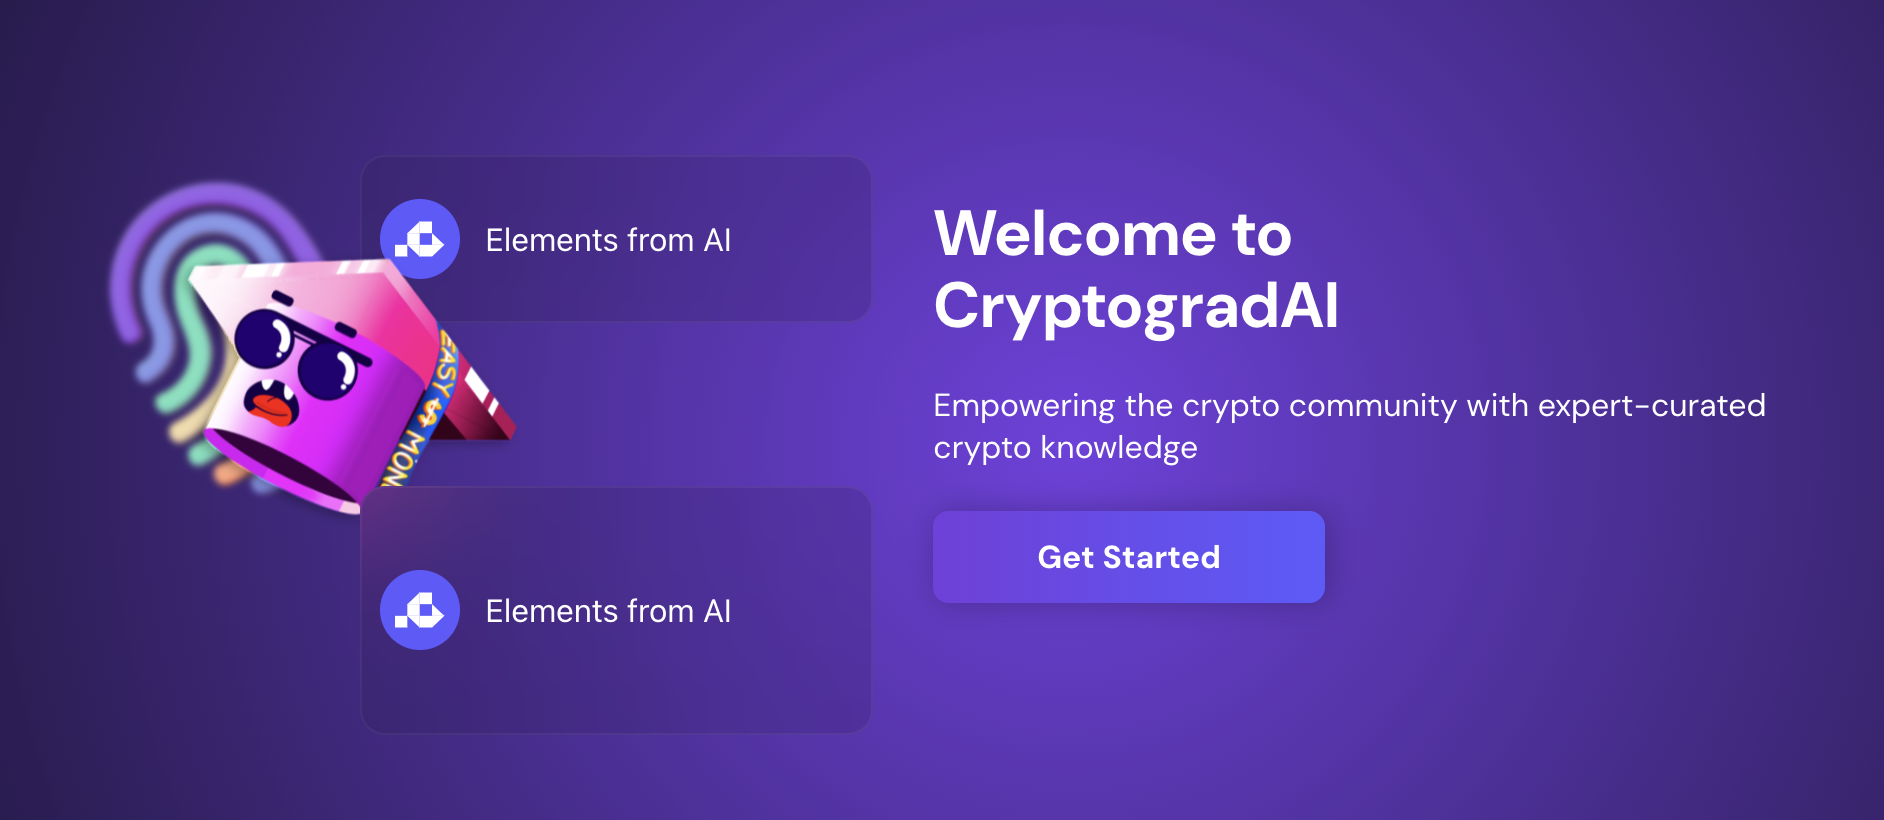 Elements from AI
EASY $ MON
Elements from AI
Welcome to
CryptogradAI
Empowering the crypto community with expert-curated
crypto knowledge
Get Started